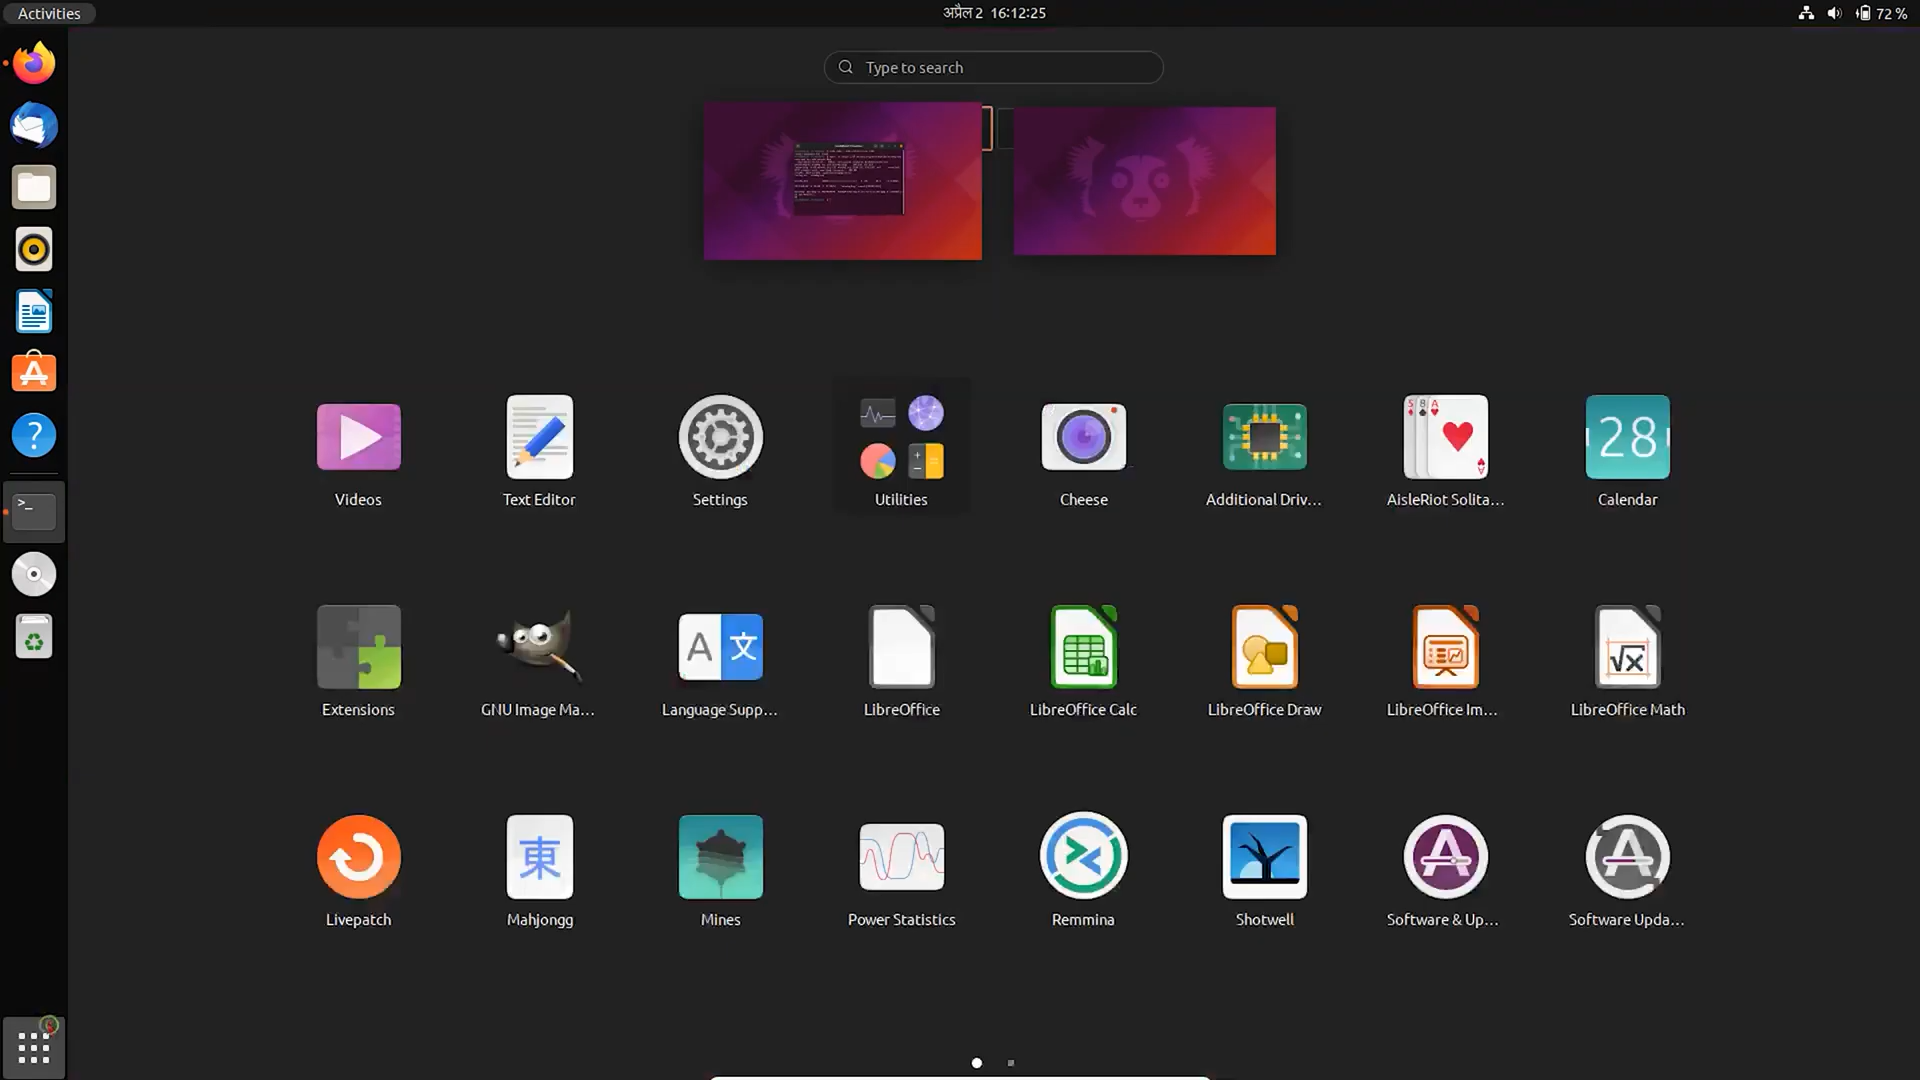 Activities
अप्रैल 2 16:12:25
72 %
Type to search
Videos
Text Editor
Settings
Utilities
Cheese
Additional Driv...
AisleRiot Solita...
28
Calendar
Extensions
GNU Image Ma...
A 文
Language Supp...
LibreOffice
LibreOffice Calc
LibreOffice Draw
LibreOffice Im...
√x
LibreOffice Math
Livepatch
東
Mahjongg
Mines
Power Statistics
Remmina
Shotwell
Software & Up...
Software Upda...